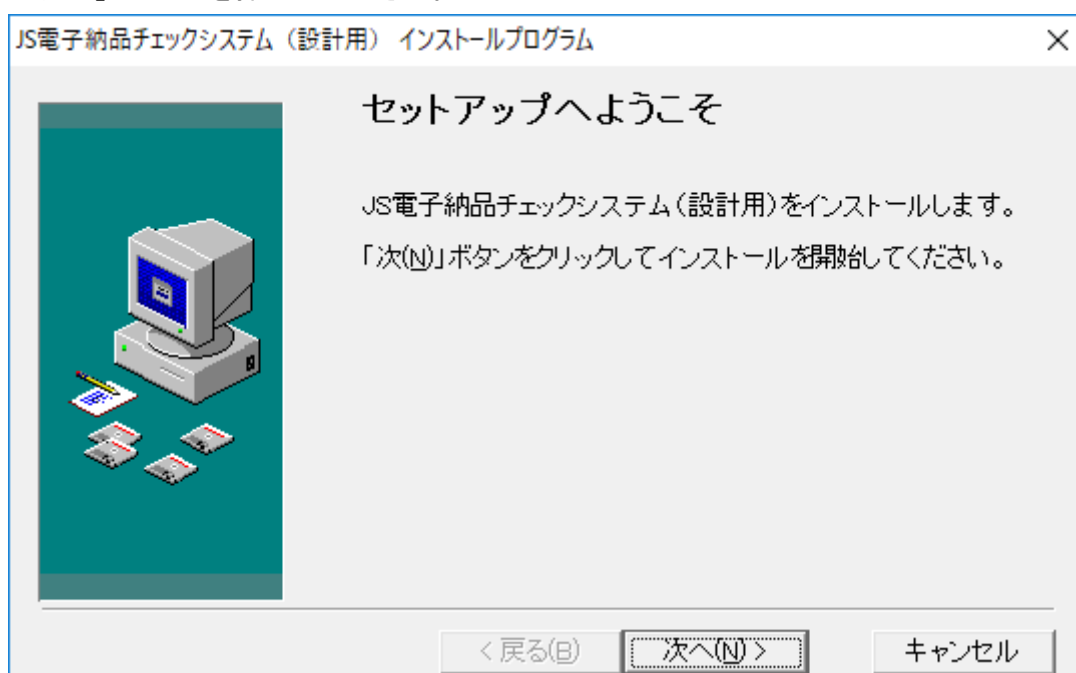 JS電子納品チェックシステム（設計用） インストールプログラム
セットアップへようこそ
JS電子納品チェックシステム(設計用)をインストールします。
「次(N)」ボタンをクリックしてインストールを開始してください。
< 戻る(B) 次へ(N) > キャンセル